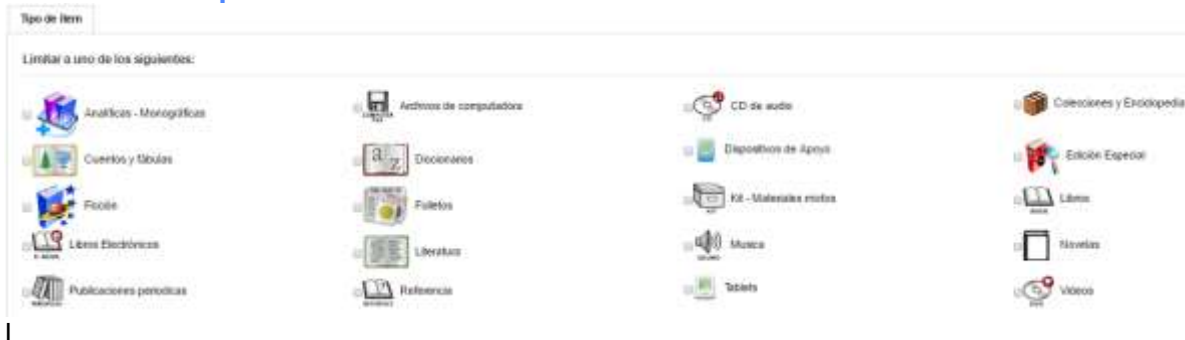 Tipo de ítem
Limitar a uno de los siguientes:
Analíticas - Monográficas
Archivos de computadora
CD de audio
Colecciones y Enciclopedia
Cuentos y fábulas
Diccionarios
Dispositivos de Apoyo
Edición Especial
Ficción
Folletos
Kit - Materiales mixtos
Libros
Libros Electrónicos
Literatura
Musica
Novelas
Publicaciones periodicas
Referencia
Tablets
Videos